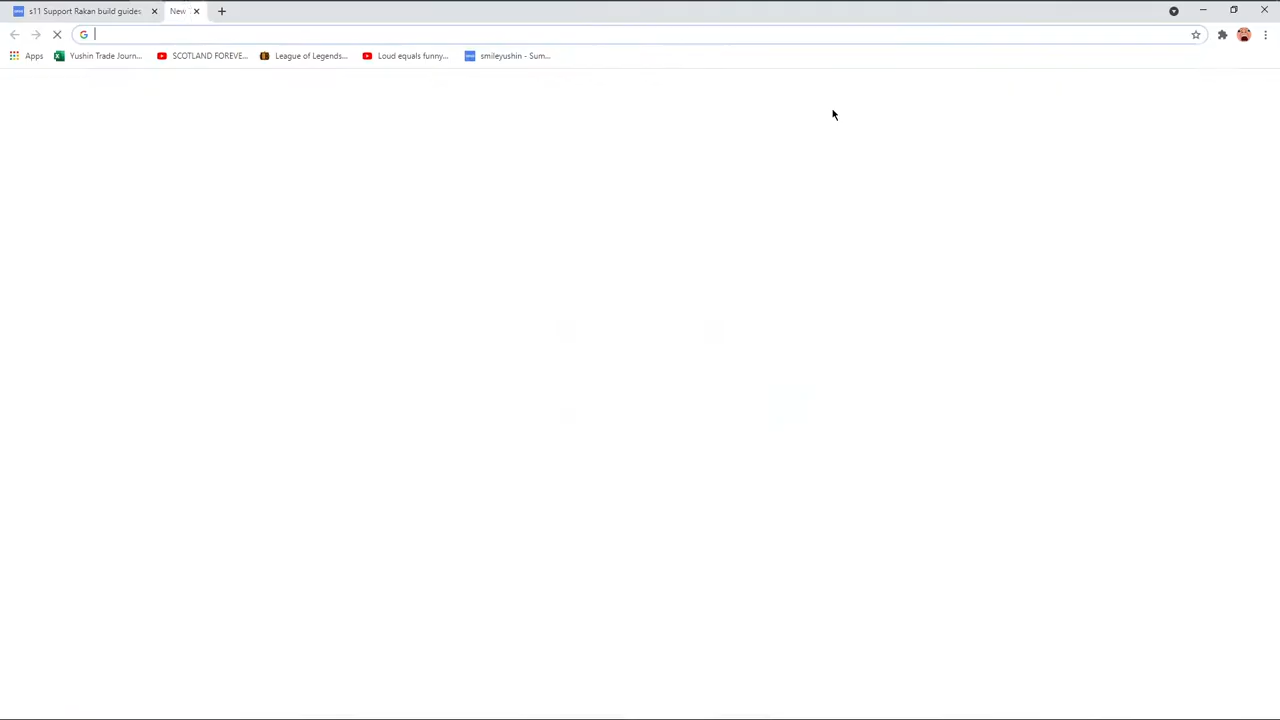 s11 Support Rakan build guides
New
Apps
Yushin Trade Journ...
SCOTLAND FOREVE...
League of Legends...
Loud equals funny...
smileyushin - Sum...